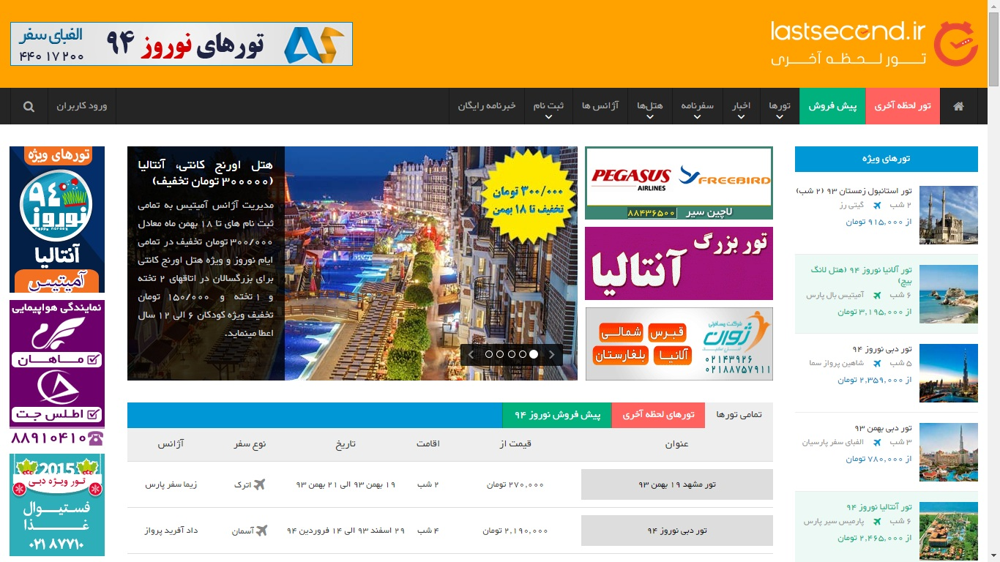 lastsecond.ir
تور لحظه آخری
تورهای نوروز ۹۴
الفبای سفر
۴۴۰۱۷۲۰۰
تور لحظه آخری
پیش فروش
تورها
اخبار
سفرنامه
هتل‌ها
آژانس ها
ثبت نام
خبرنامه رایگان
ورود کاربران
تورهای ویژه
تور استانبول زمستان ۹۳ (۲ شب)
۲ شب گیتی رز
از ۹۱۵,۰۰۰ تومان
تور آلانیا نوروز ۹۴ (هتل لانگ
بیچ)
۶ شب آمیتیس بال پارس
از ۳,۱۹۵,۰۰۰ تومان
تور دبی نوروز ۹۴
۵ شب شاهین پرواز سما
از ۲,۳۵۹,۰۰۰ تومان
تور دبی بهمن ۹۳
۳ شب الفبای سفر پارسیان
از ۷۸۰,۰۰۰ تومان
تور آنتالیا نوروز ۹۴
۶ شب پارمیس سیر پارس
از ۲,۴۶۵,۰۰۰ تومان
PEGASUS
AIRLINES
FREEBIRD
لاچین سیر ۸۸۴۳۶۵۰۰
تور بزرگ
آنتالیا
شرکت مسافرتی
ژوان
قبرس شمالی
آلانیا بلغارستان
۰۲۱۴۳۹۲۶
۰۲۱۸۸۷۵۷۹۱۱
۳۰۰/۰۰۰ تومان
تخفیف تا ۱۸ بهمن
هتل اورنج کانتی، آنتالیا
(۳۰۰۰۰۰ تومان تخفیف)
مدیریت آژانس آمیتیس به تمامی
ثبت نام های تا ۱۸ بهمن ماه معادل
۳۰۰/۰۰۰ تومان تخفیف در تمامی
ایام نوروز و ویژه هتل اورنج کانتی
برای بزرگسالان در اتاقهای ۲ تخته
و ۱ تخته و ۱۵۰/۰۰۰ تومان
تخفیف ویژه کودکان ۶ الی ۱۲ سال
اعطا مینماید.
تورهای ویژه
۹۴
نوروز
happy norooz
آنتالیا
آمیتیس
نمایندگی هواپیمایی
ماهان
اطلس جت
۸۸۹۱۰۴۱۰
2015
تور ویژه دبی
فستیوال
غذا
۰۲۱ ۸۷۷۱۰
تمامی تورها
تورهای لحظه آخری
پیش فروش نوروز ۹۴
عنوان قیمت از اقامت تاریخ نوع سفر آژانس
تور مشهد ۱۹ بهمن ۹۳ ۲۷۰,۰۰۰ تومان ۲ شب ۱۹ بهمن ۹۳ الی ۲۱ بهمن ۹۳ اترک زیما سفر پارس
تور دبی نوروز ۹۴ ۲,۱۹۰,۰۰۰ تومان ۴ شب ۲۹ اسفند ۹۳ الی ۱۴ فروردین ۹۴ آسمان داد آفرید پرواز